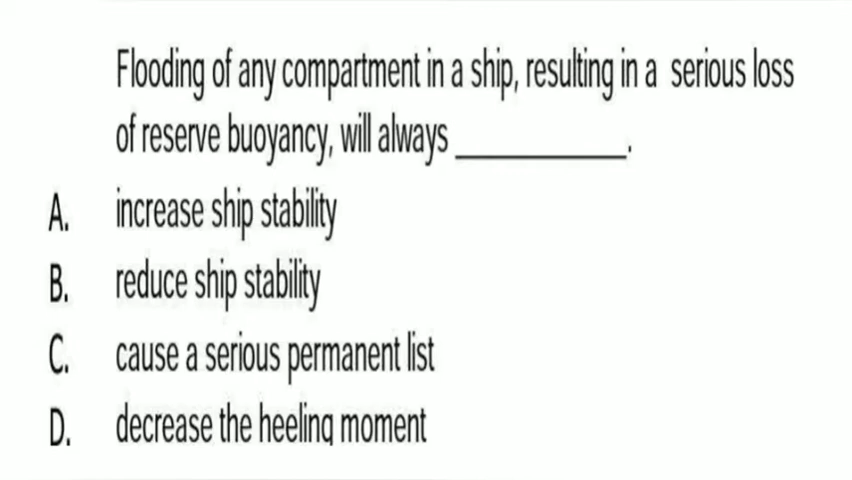 Flooding of any compartment in a ship, resulting in a serious loss
of reserve buoyancy, will always ____________.
A. increase ship stability
B. reduce ship stability
C. cause a serious permanent list
D. decrease the heeling moment